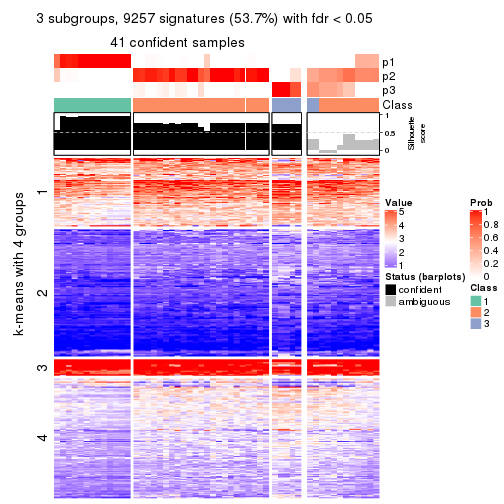 3 subgroups, 9257 signatures (53.7%) with fdr < 0.05
41 confident samples
p1
p2
p3
Class
1
0.5
0
Silhouette
score
k-means with 4 groups
1
2
3
4
Value
5
4
3
2
1
Status (barplots)
confident
ambiguous
Prob
1
0.8
0.6
0.4
0.2
0
Class
1
2
3